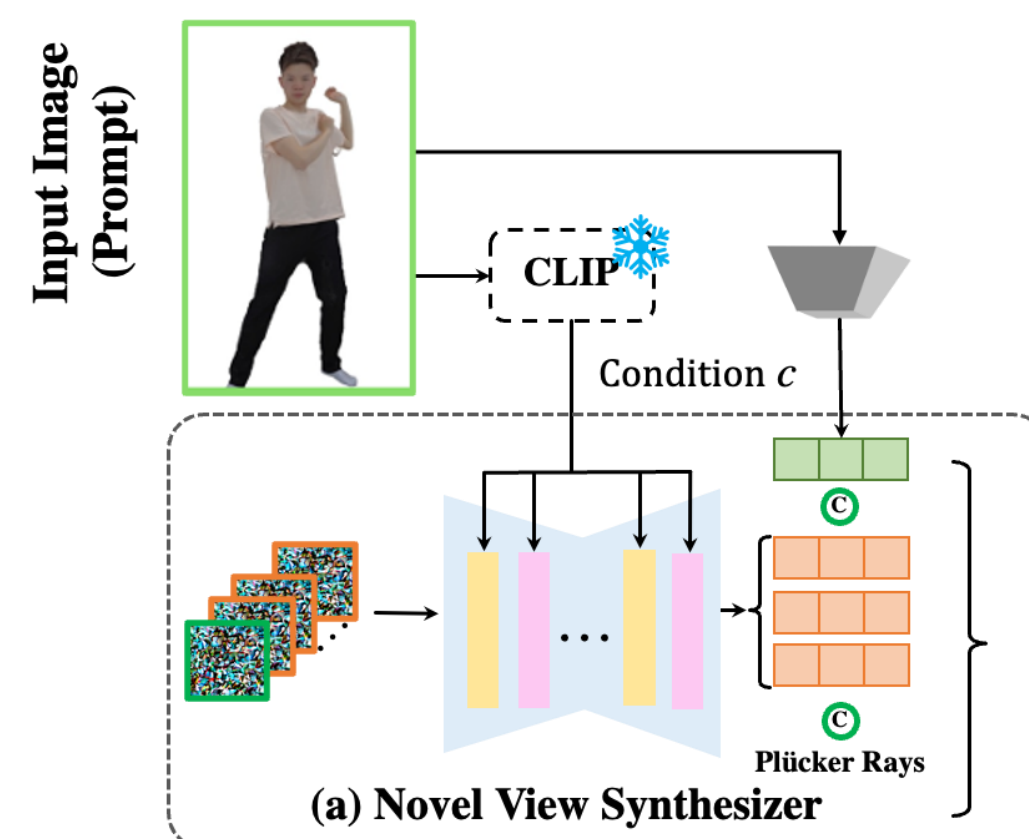 Input Image
(Prompt)
CLIP
Condition c
C
C
Plücker Rays
(a) Novel View Synthesizer